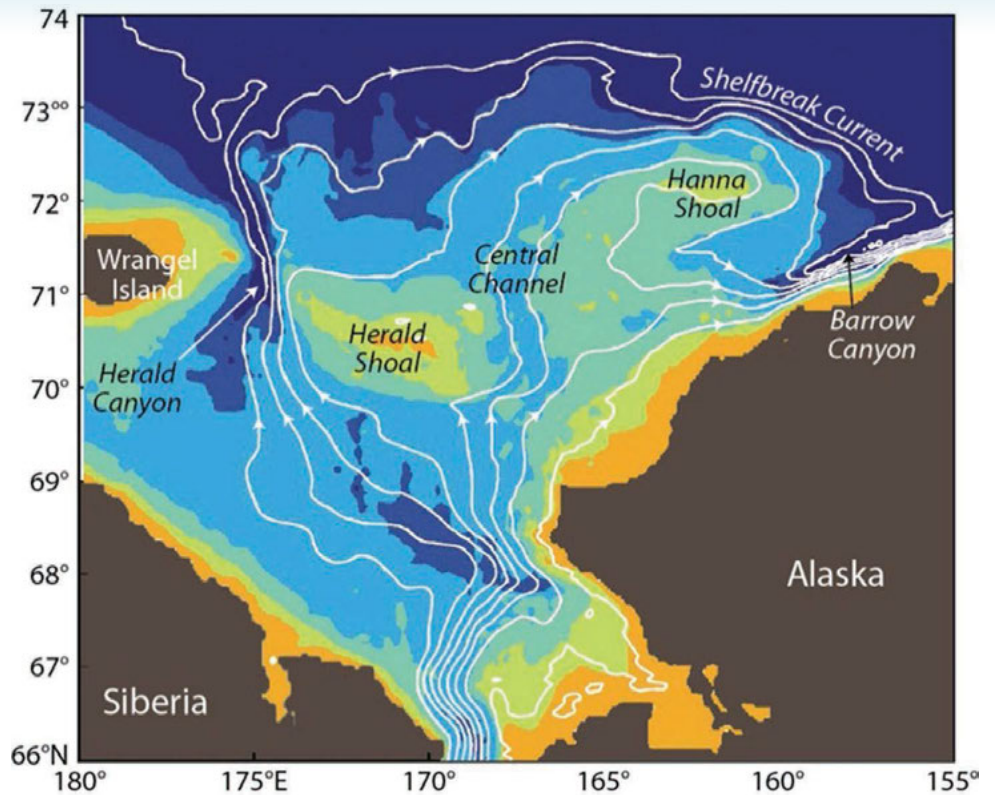 74
73°°
72°
71°
70°
69°
68°
67°
66°N
180°
175°E
170°
165°
160°
155°
Shelfbreak Current
Hanna
Shoal
Wrangel
Island
Central
Channel
Herald
Shoal
Barrow
Canyon
Herald
Canyon
Alaska
Siberia